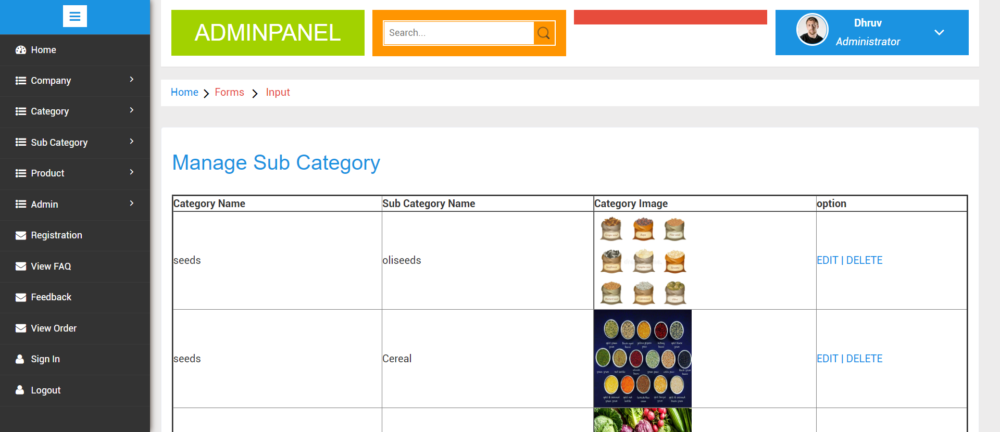 ADMINPANEL
Search...
Dhruv
Administrator
Home
Company
Category
Sub Category
Product
Admin
Registration
View FAQ
Feedback
View Order
Sign In
Logout
Home Forms Input
Manage Sub Category
Category Name Sub Category Name Category Image option
seeds oliseeds EDIT | DELETE
seeds Cereal EDIT | DELETE